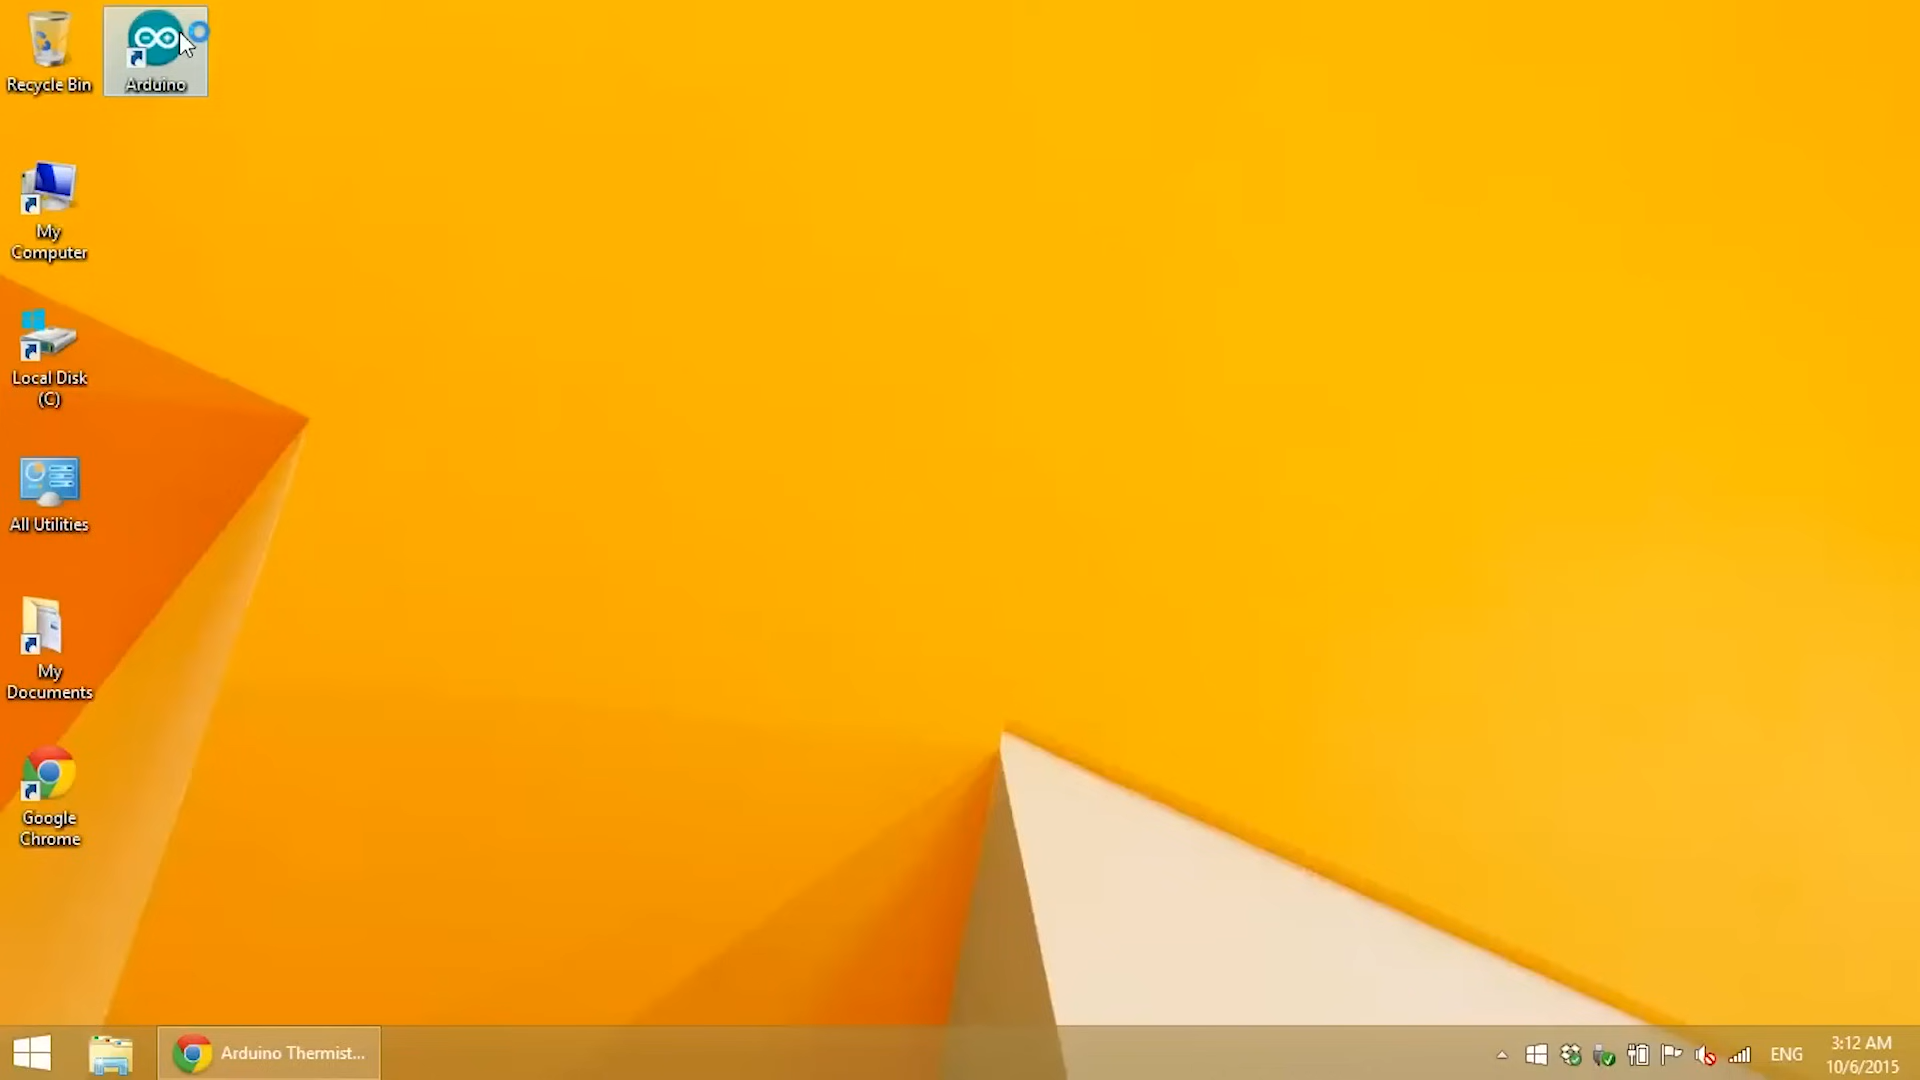 Recycle Bin
Arduino
My
Computer
Local Disk
(C)
All Utilities
My
Documents
Google
Chrome
Arduino Thermist...
ENG
3:12 AM
10/6/2015